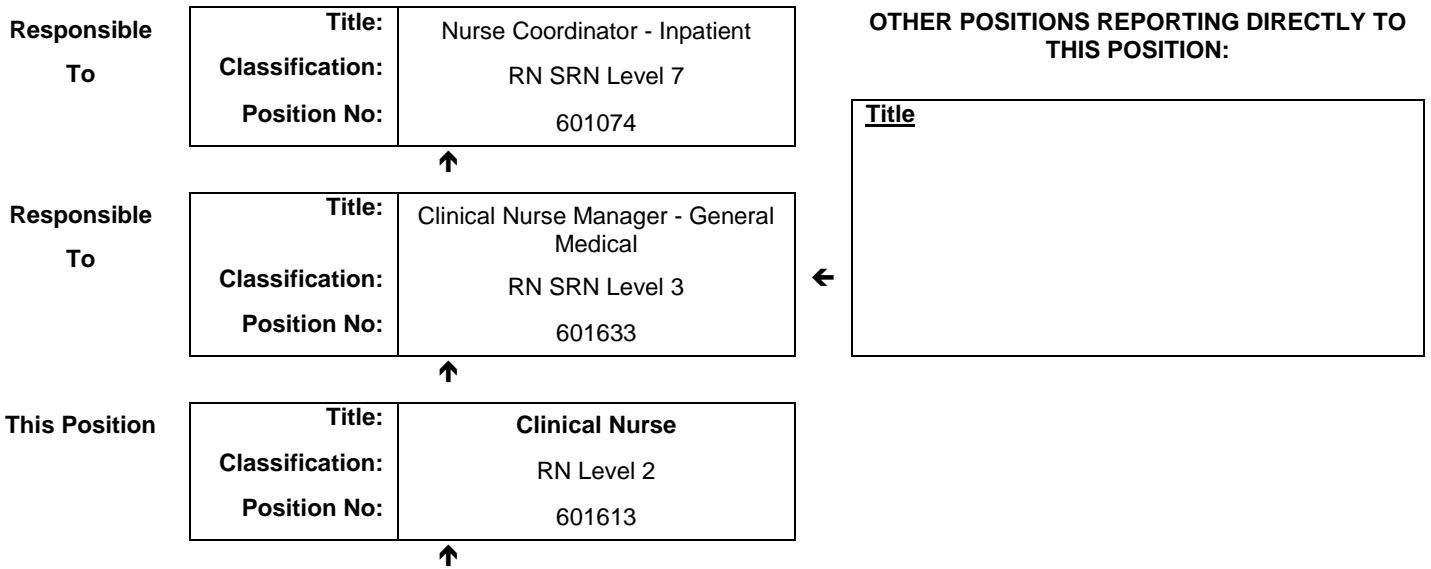 Responsible
To
Title: Nurse Coordinator - Inpatient
Classification: RN SRN Level 7
Position No: 601074
OTHER POSITIONS REPORTING DIRECTLY TO
THIS POSITION:
Title
Responsible
To
Title: Clinical Nurse Manager - General
Medical
Classification: RN SRN Level 3
Position No: 601633
This Position
Title: Clinical Nurse
Classification: RN Level 2
Position No: 601613